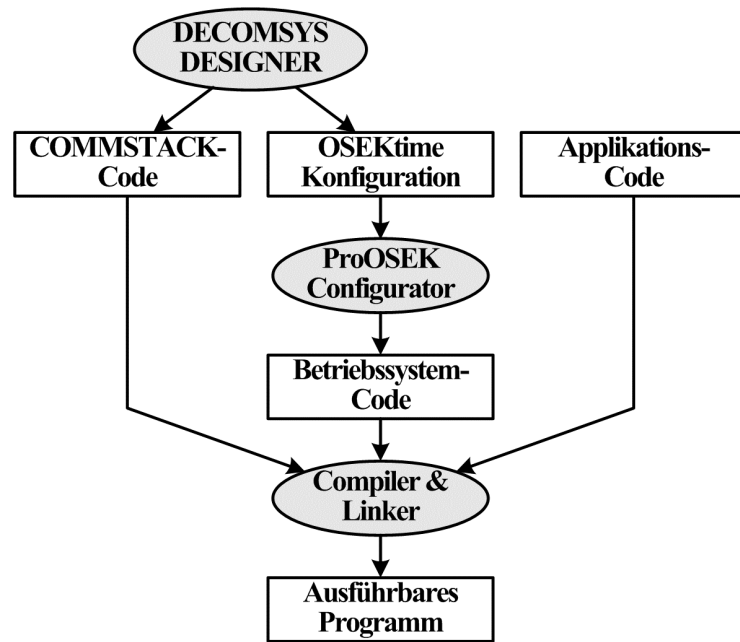 DECOMSYS
DESIGNER
COMMSTACK-
Code
OSEKtime
Konfiguration
Applikations-
Code
ProOSEK
Configurator
Betriebssystem-
Code
Compiler &
Linker
Ausführbares
Programm